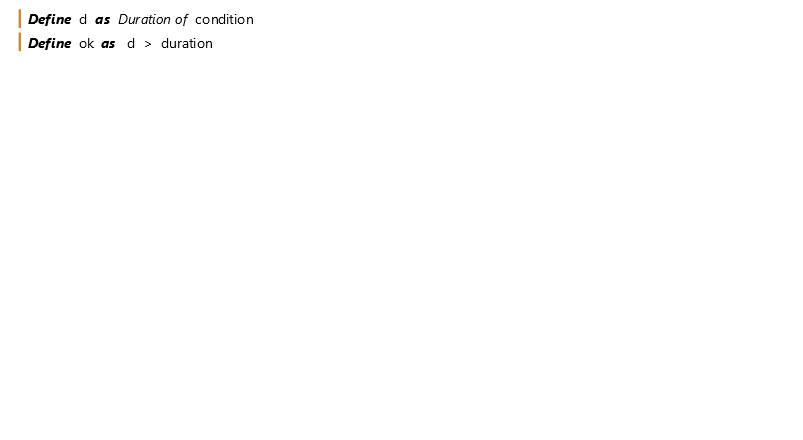 Define d as Duration of condition
Define ok as d > duration